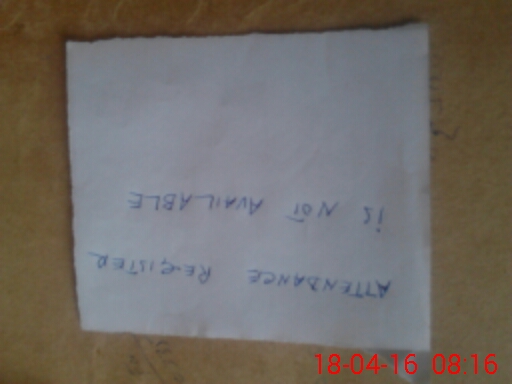 ATTENDANCE REGISTER
is NOT AVAILABLE
18-04-16 08:16